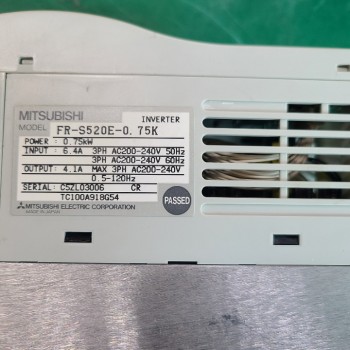 MITSUBISHI INVERTER
MODEL FR-S520E-0.75K
POWER : 0.75kW
INPUT : 6.4A 3PH AC200-240V 50Hz
3PH AC200-240V 60Hz
OUTPUT: 4.1A MAX 3PH AC200-240V
0.5-120Hz
SERIAL: C5ZL03006 CR
TC100A918G54
MITSUBISHI ELECTRIC CORPORATION
MADE IN JAPAN
PASSED